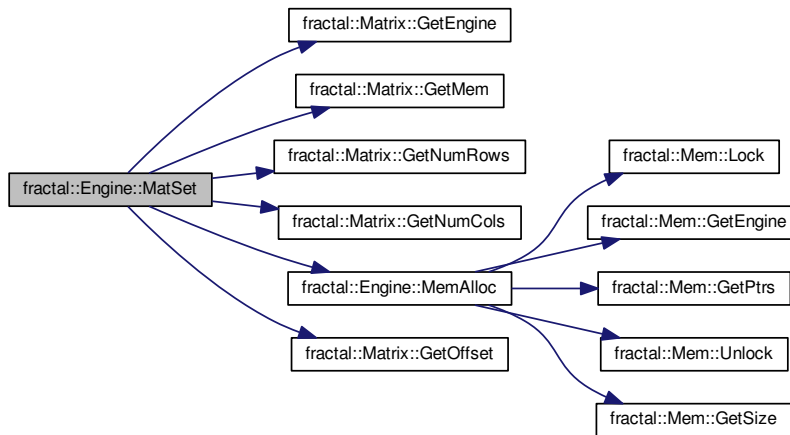 fractal::Matrix::GetEngine
fractal::Matrix::GetMem
fractal::Matrix::GetNumRows
fractal::Mem::Lock
fractal::Engine::MatSet
fractal::Matrix::GetNumCols
fractal::Mem::GetEngine
fractal::Engine::MemAlloc
fractal::Mem::GetPtrs
fractal::Matrix::GetOffset
fractal::Mem::Unlock
fractal::Mem::GetSize